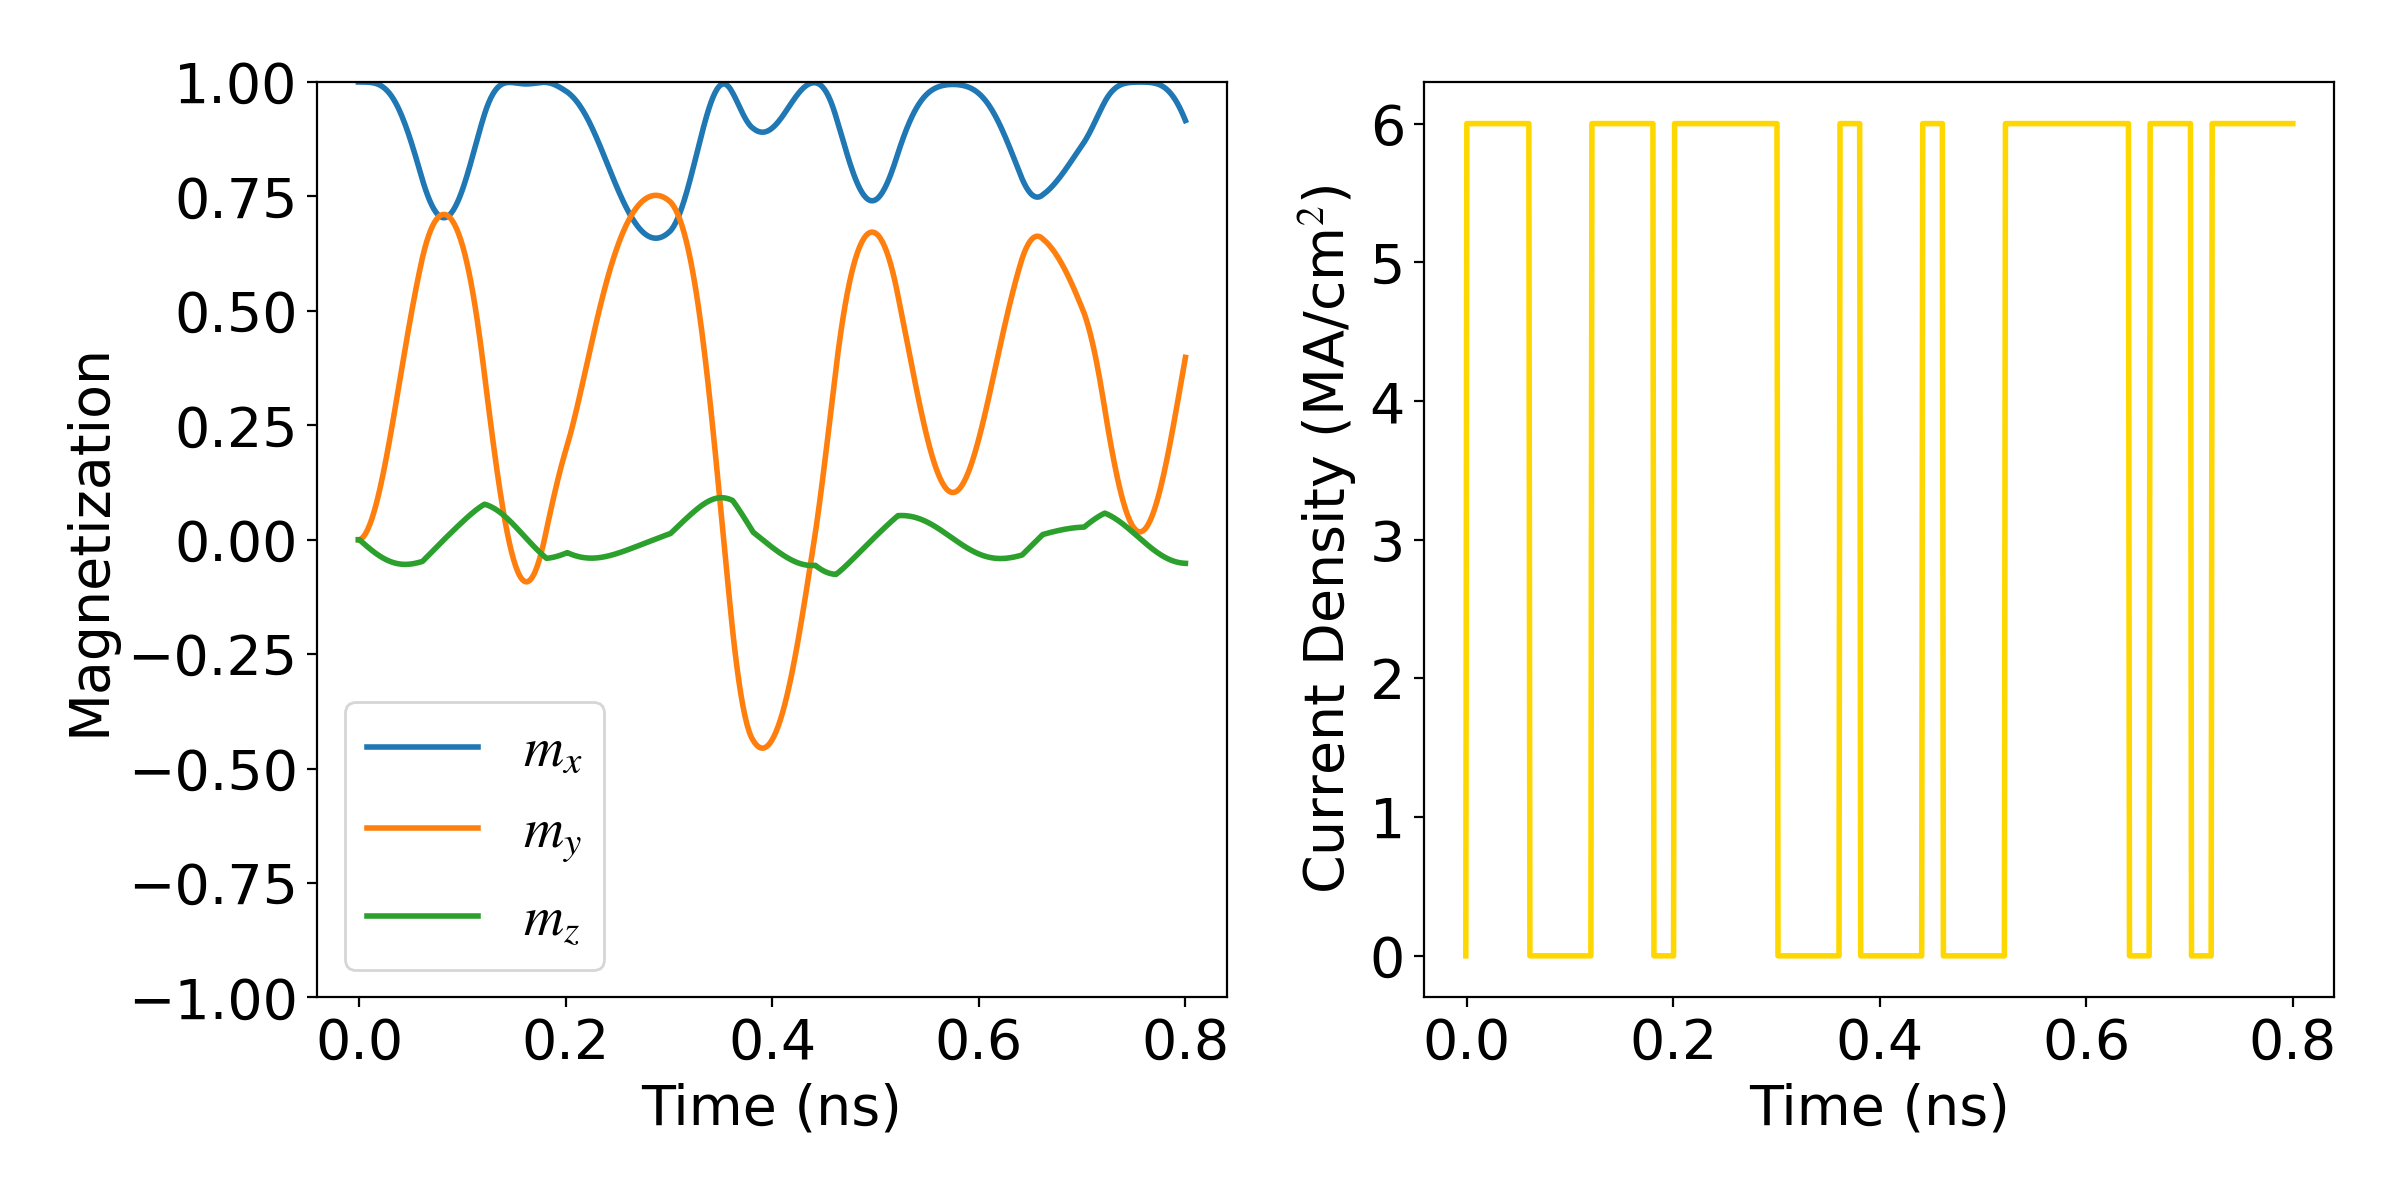 1.00
0.75
0.50
0.25
0.00
−0.25
−0.50
−0.75
−1.00
Magnetization
m_x
m_y
m_z
0.0 0.2 0.4 0.6 0.8
Time (ns)
6
5
4
3
2
1
0
Current Density (MA/cm²)
0.0 0.2 0.4 0.6 0.8
Time (ns)